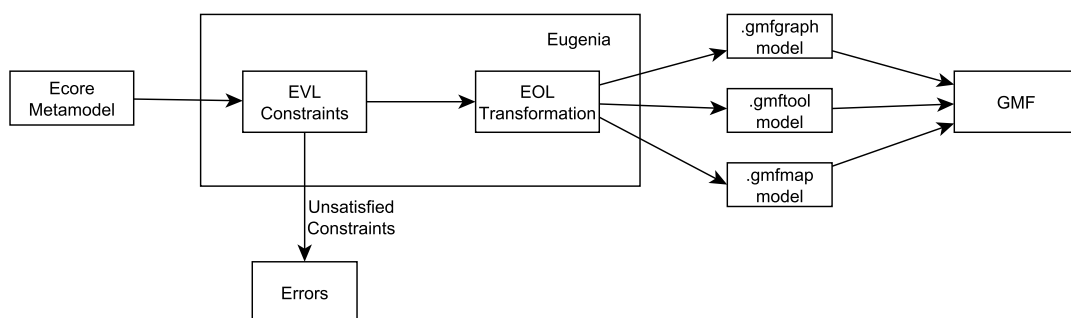 Eugenia
Ecore
Metamodel
EVL
Constraints
EOL
Transformation
.gmfgraph
model
.gmftool
model
.gmfmap
model
GMF
Unsatisfied
Constraints
Errors